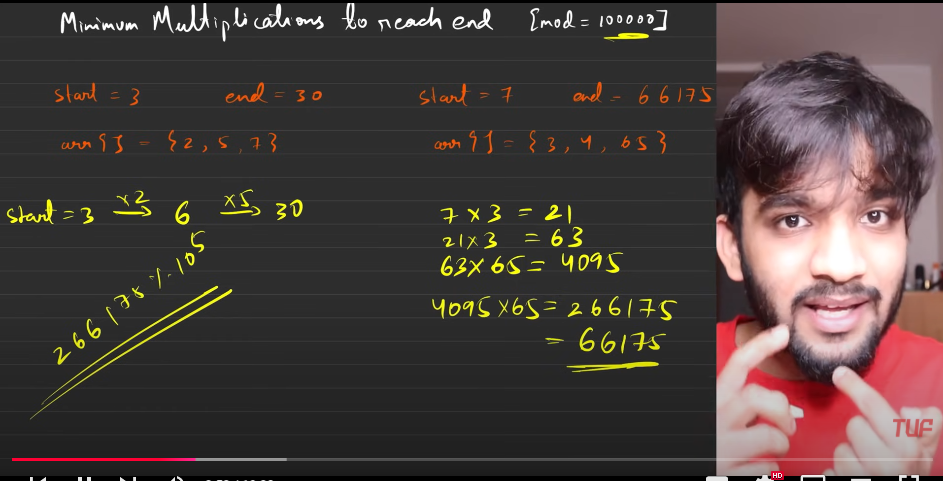 Minimum Multiplications to reach end [mod = 100000]
start = 3 end = 30
arr[] = {2, 5, 7}
start = 3 ×2→ 6 ×5→ 30
266175 % 10^5
start = 7 end = 66175
arr[] = {3, 4, 65}
7 × 3 = 21
21 × 3 = 63
63 × 65 = 4095
4095 × 65 = 266175
= 66175
TUF
HD